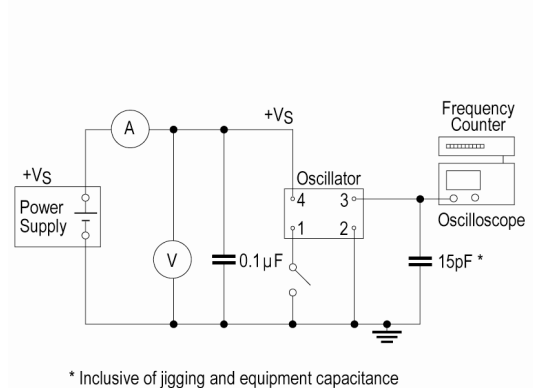 Frequency
Counter
+VS
A
Oscillator
+VS
4
3
Power
Supply
Oscilloscope
1
2
V
0.1µF
15pF *
* Inclusive of jigging and equipment capacitance